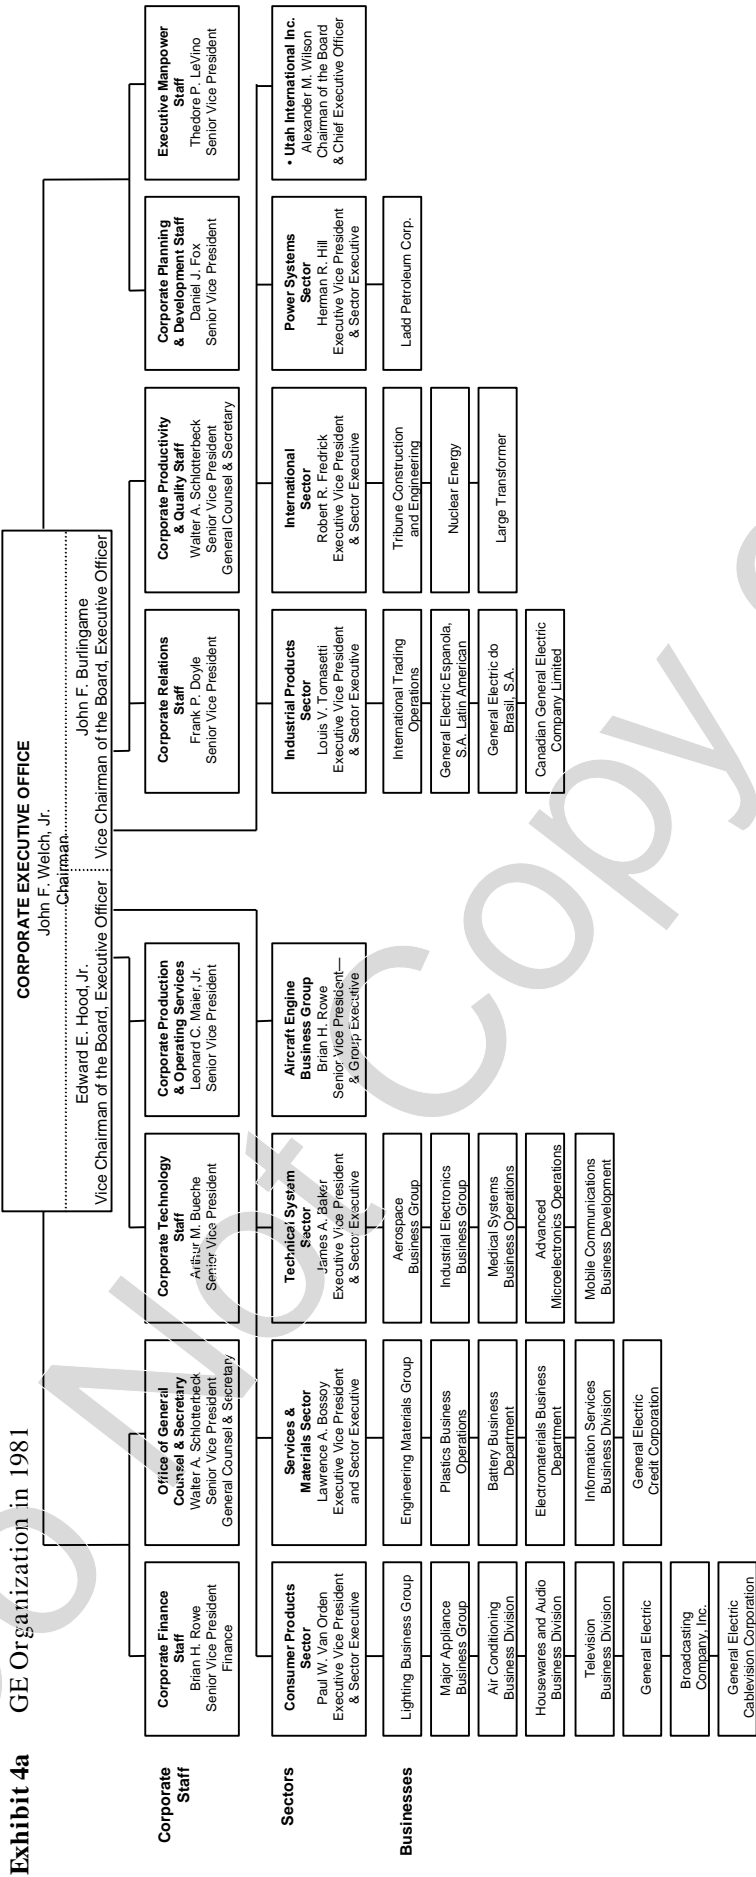 Exhibit 4a GE Organization in 1981
CORPORATE EXECUTIVE OFFICE
John F. Welch, Jr.
Chairman
Edward E. Hood, Jr.
Vice Chairman of the Board, Executive Officer
John F. Burlingame
Vice Chairman of the Board, Executive Officer
Corporate
Staff
Corporate Finance
Staff
Brian H. Rowe
Senior Vice President
Finance
Office of General
Counsel & Secretary
Walter A. Schlotterbeck
Senior Vice President
General Counsel & Secretary
Corporate Technology
Staff
Arthur M. Bueche
Senior Vice President
Corporate Production
& Operating Services
Leonard C. Maier, Jr.
Senior Vice President
Corporate Relations
Staff
Frank P. Doyle
Senior Vice President
Corporate Productivity
& Quality Staff
Walter A. Schlotterbeck
Senior Vice President
General Counsel & Secretary
Corporate Planning
& Development Staff
Daniel J. Fox
Senior Vice President
Executive Manpower
Staff
Thedore P. LeVino
Senior Vice President
Sectors
Consumer Products
Sector
Paul W. Van Orden
Executive Vice President
& Sector Executive
Services &
Materials Sector
Lawrence A. Bossoy
Executive Vice President
and Sector Executive
Technical System
Sector
James A. Baker
Executive Vice President
& Sector Executive
Aircraft Engine
Business Group
Brian H. Rowe
Senior Vice President—
& Group Executive
Industrial Products
Sector
Louis V. Tomasetti
Executive Vice President
& Sector Executive
International
Sector
Robert R. Fredrick
Executive Vice President
& Sector Executive
Power Systems
Sector
Herman R. Hill
Executive Vice President
& Sector Executive
• Utah International Inc.
Alexander M. Wilson
Chairman of the Board
& Chief Executive Officer
Businesses
Lighting Business Group
Major Appliance
Business Group
Air Conditioning
Business Division
Housewares and Audio
Business Division
Television
Business Division
General Electric
Broadcasting
Company, Inc.
General Electric
Cablevision Corporation
Engineering Materials Group
Plastics Business
Operations
Battery Business
Department
Electromaterials Business
Department
Information Services
Business Division
General Electric
Credit Corporation
Aerospace
Business Group
Industrial Electronics
Business Group
Medical Systems
Business Operations
Advanced
Microelectronics Operations
Mobile Communications
Business Development
International Trading
Operations
General Electric Espanola,
S.A. Latin American
General Electric do
Brasil, S.A.
Canadian General Electric
Company Limited
Tribune Construction
and Engineering
Nuclear Energy
Large Transformer
Ladd Petroleum Corp.
Not Copy